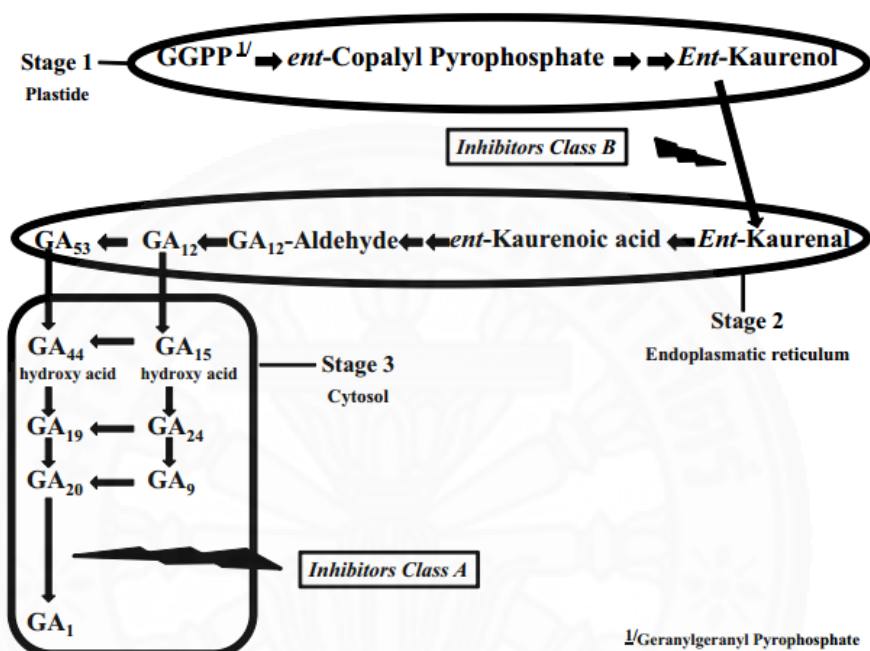 Stage 1
Plastide
GGPP 1/ ent-Copalyl Pyrophosphate Ent-Kaurenol
Inhibitors Class B
GA53 GA12 GA12-Aldehyde ent-Kaurenoic acid Ent-Kaurenal
Stage 2
Endoplasmatic reticulum
GA44 GA15
hydroxy acid hydroxy acid
Stage 3
Cytosol
GA19 GA24
GA20 GA9
Inhibitors Class A
GA1
1/Geranylgeranyl Pyrophosphate